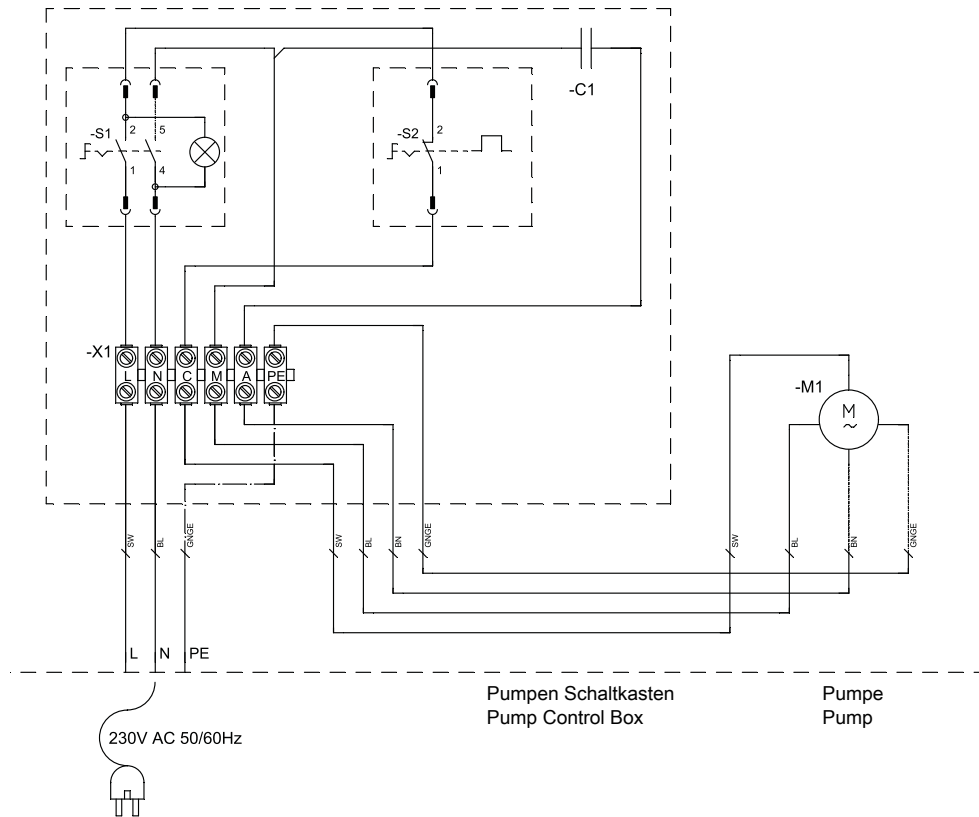 -C1
-S1
2
5
1
4
-S2
2
1
-X1
L
N
C
M
A
PE
-M1
M
~
SW
BL
GNGE
SW
BL
BN
GNGE
SW
BL
BN
GNGE
L
N
PE
Pumpen Schaltkasten
Pump Control Box
Pumpe
Pump
230V AC 50/60Hz